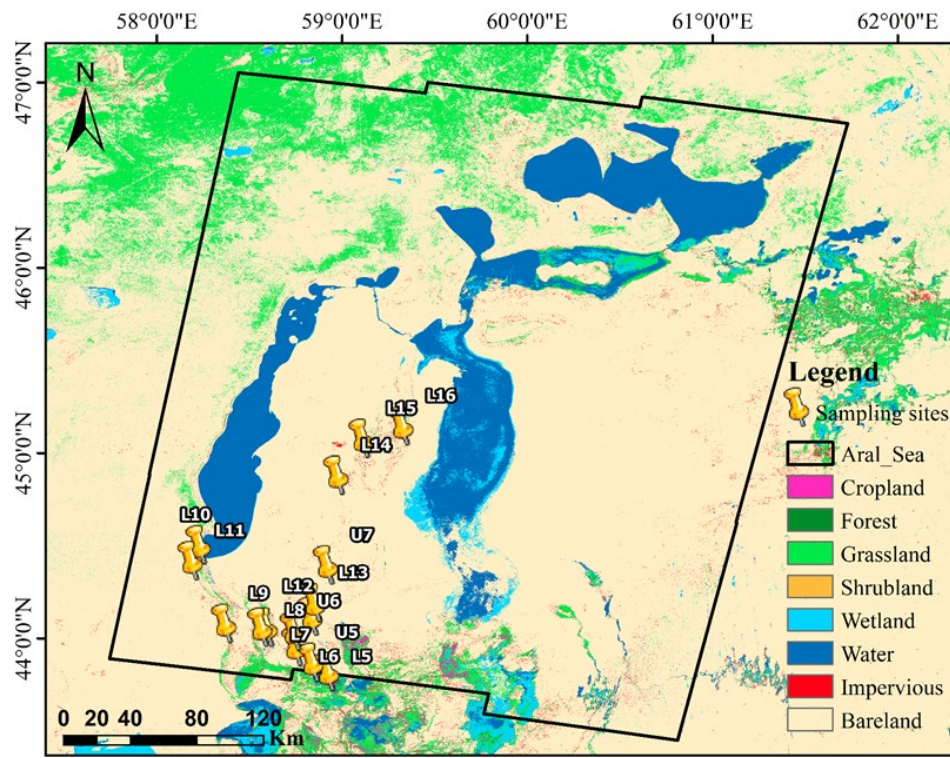 58°0'0"E 59°0'0"E 60°0'0"E 61°0'0"E 62°0'0"E
47°0'0"N
46°0'0"N
45°0'0"N
44°0'0"N
N
L16
L15
L14
L10
L11
U7
L13
L12
L9
U6
L8
U5
L7
L6
L5
Legend
Sampling sites
Aral_Sea
Cropland
Forest
Grassland
Shrubland
Wetland
Water
Impervious
Bareland
0 20 40 80 120
Km